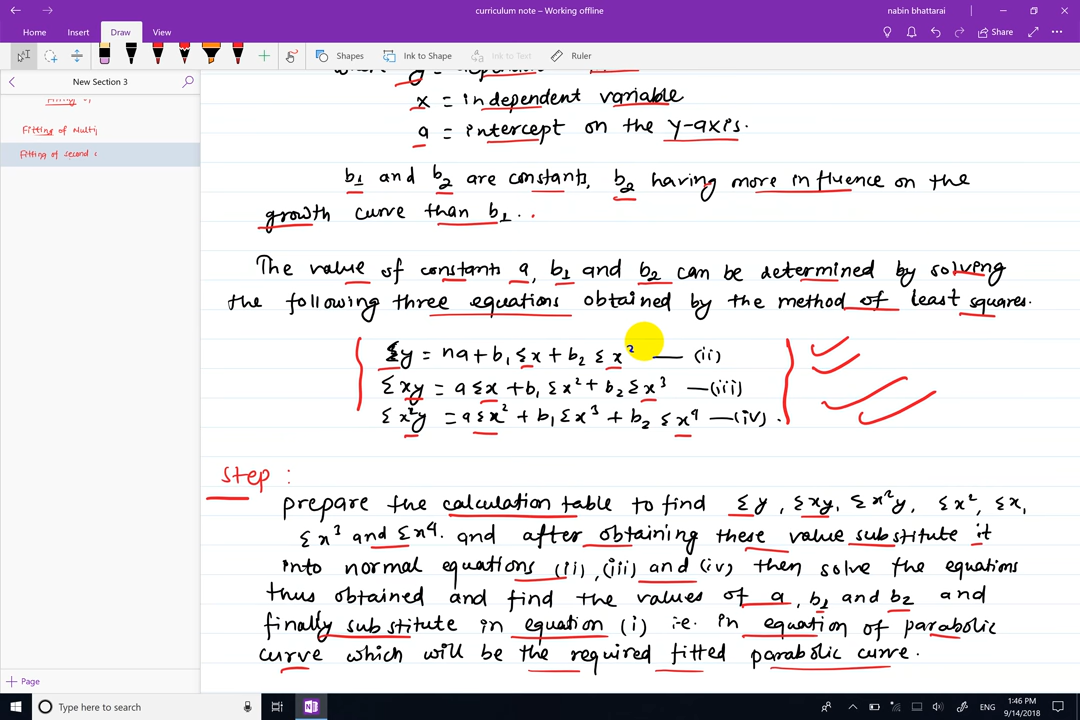 curriculum note – Working offline
nabin bhattarai
Home Insert Draw View
Share
Shapes Ink to Shape Ink to Text Ruler
New Section 3
Fitting of Multip
Fitting of second
x = independent variable
a = intercept on the y-axis.
b1 and b2 are constants, b2 having more influence on the
growth curve than b1..
The value of constants a, b1 and b2 can be determined by solving
the following three equations obtained by the method of least squares.
Σy = na + b1 Σx + b2 Σx² — (ii)
Σxy = aΣx + b1 Σx² + b2 Σx³ — (iii)
Σx²y = aΣx² + b1 Σx³ + b2 Σx⁴ — (iv).
Step :
prepare the calculation table to find Σy, Σxy, Σx²y, Σx², Σx,
Σx³ and Σx⁴. and after obtaining these value substitute it
into normal equations (ii), (iii) and (iv) then solve the equations
thus obtained and find the values of a, b1 and b2 and
finally substitute in equation (i) i.e. in equation of parabolic
curve which will be the required fitted parabolic curve.
+ Page
Type here to search
ENG
1:46 PM
9/14/2018